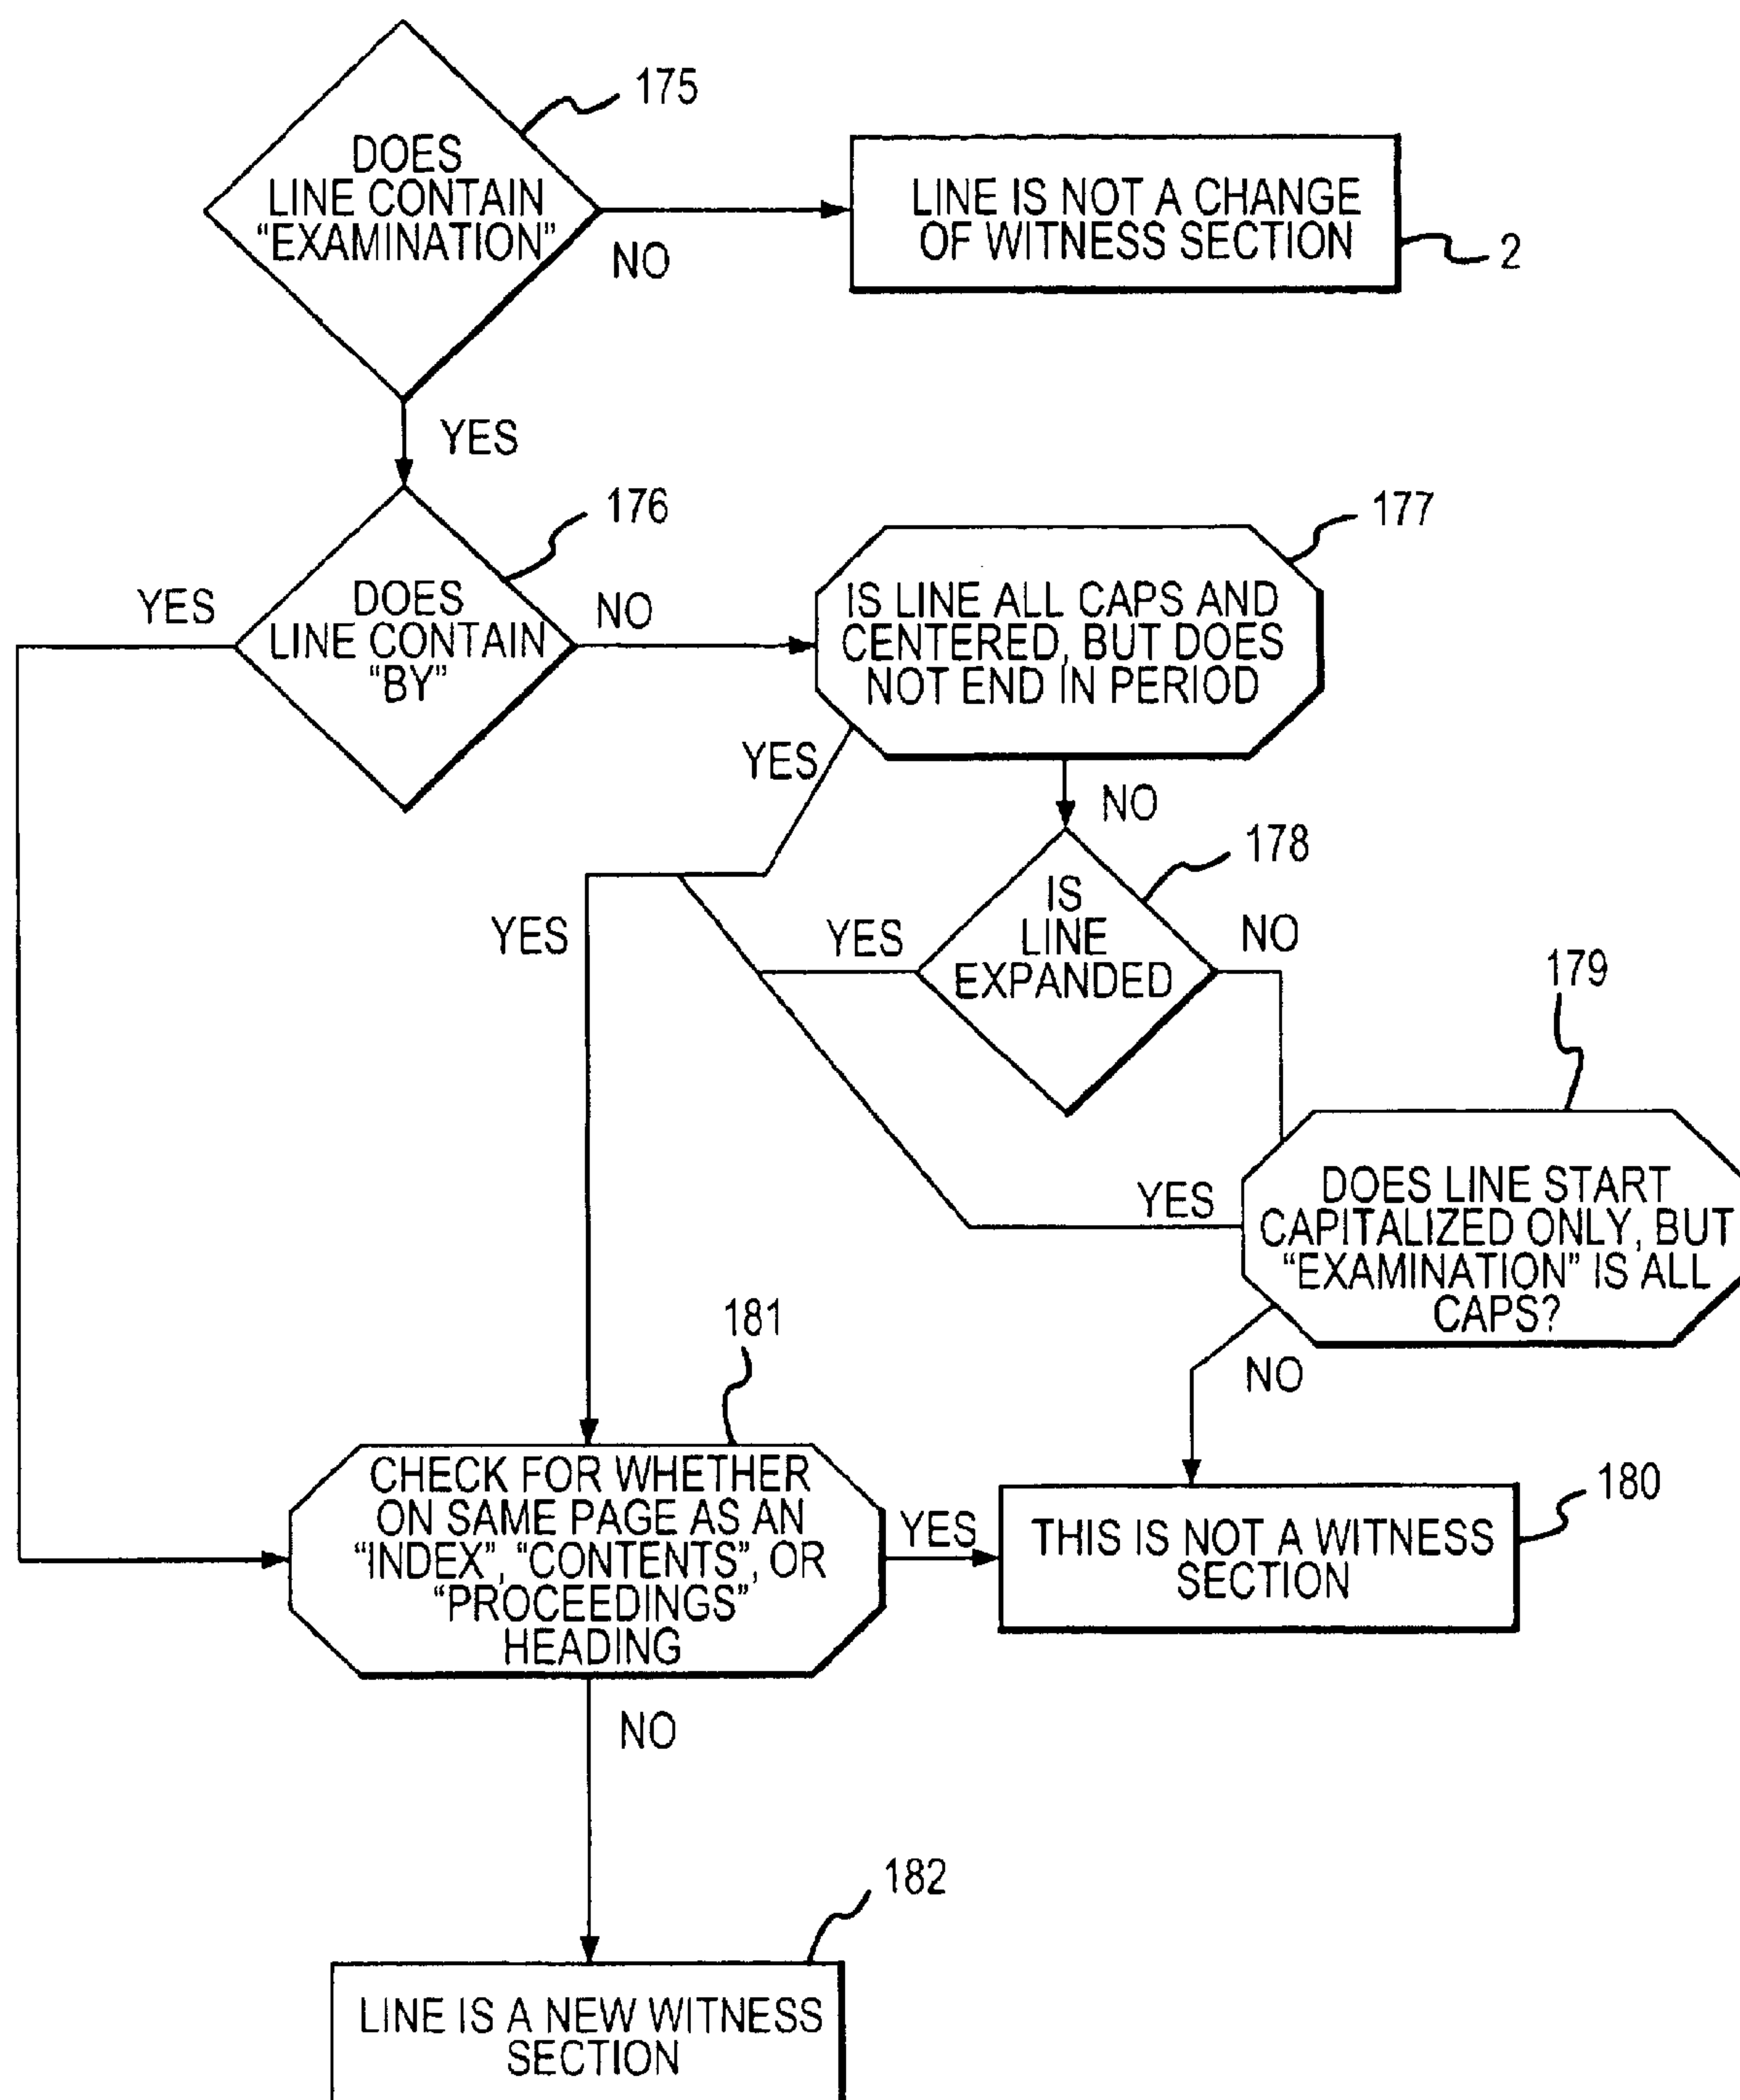 175
DOES
LINE CONTAIN
“EXAMINATION”
NO
LINE IS NOT A CHANGE
OF WITNESS SECTION
2
YES
176
DOES
LINE CONTAIN
“BY”
YES
NO
177
IS LINE ALL CAPS AND
CENTERED, BUT DOES
NOT END IN PERIOD
YES
NO
178
IS
LINE
EXPANDED
YES
YES
NO
179
DOES LINE START
CAPITALIZED ONLY, BUT
“EXAMINATION” IS ALL
CAPS?
YES
NO
181
CHECK FOR WHETHER
ON SAME PAGE AS AN
“INDEX”, “CONTENTS”, OR
“PROCEEDINGS”
HEADING
YES
180
THIS IS NOT A WITNESS
SECTION
NO
182
LINE IS A NEW WITNESS
SECTION